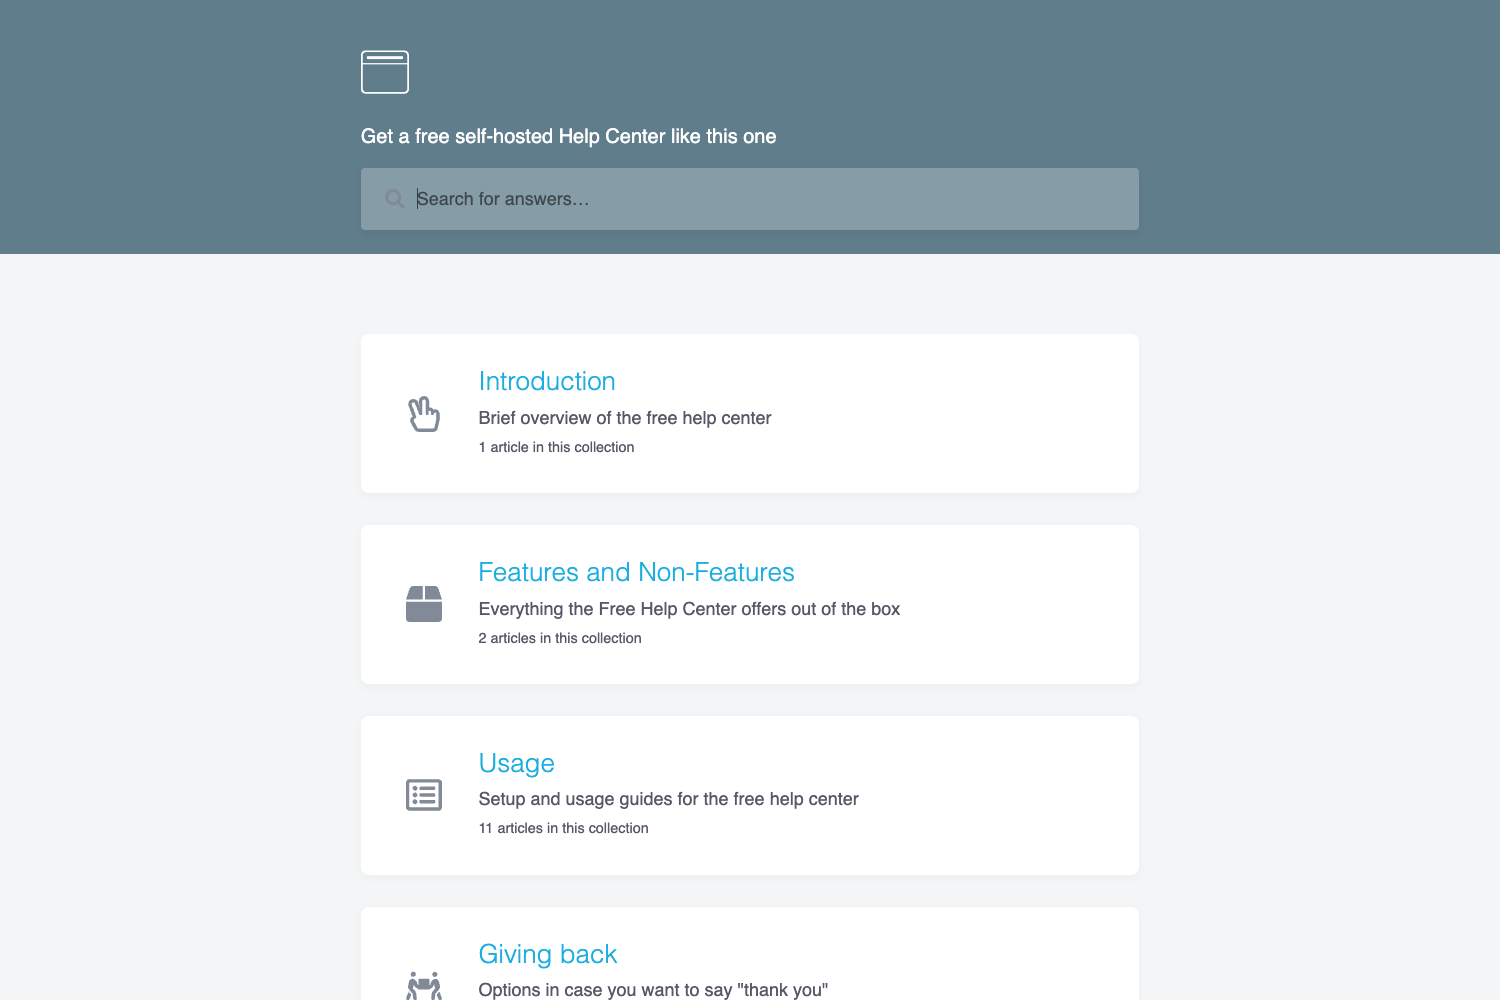 Get a free self-hosted Help Center like this one
Search for answers...
Introduction
Brief overview of the free help center
1 article in this collection
Features and Non-Features
Everything the Free Help Center offers out of the box
2 articles in this collection
Usage
Setup and usage guides for the free help center
11 articles in this collection
Giving back
Options in case you want to say "thank you"